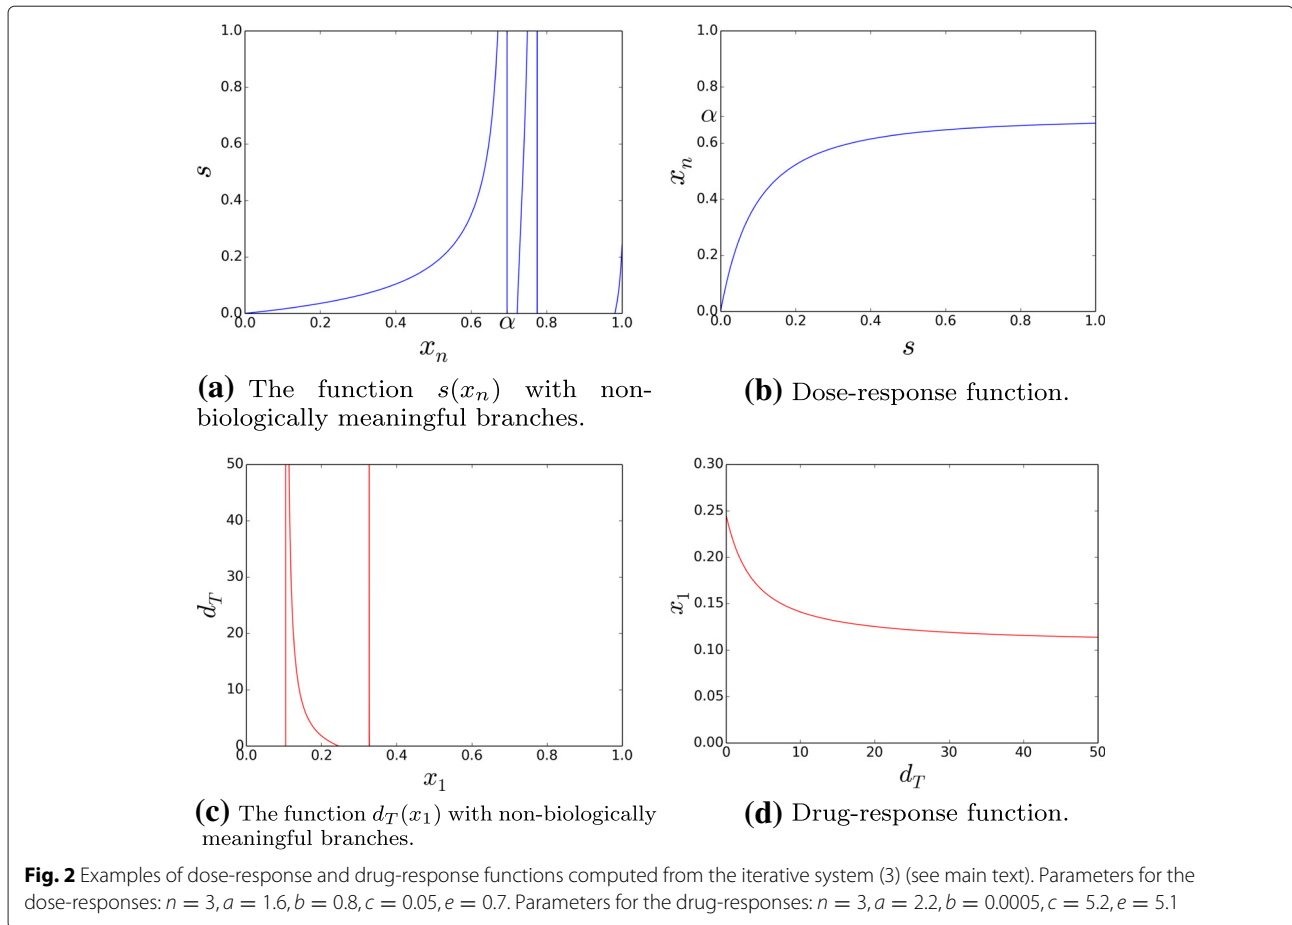 1.0
0.8
0.6
0.4
0.2
0.0
s
0.0 0.2 0.4 0.6 α 0.8 1.0
x_n
(a) The function s(x_n) with non-
biologically meaningful branches.
1.0
0.8
α
0.6
0.4
0.2
0.0
x_n
0.0 0.2 0.4 0.6 0.8 1.0
s
(b) Dose-response function.
50
40
30
20
10
0
d_T
0.0 0.2 0.4 0.6 0.8 1.0
x_1
(c) The function d_T(x_1) with non-biologically
meaningful branches.
0.30
0.25
0.20
0.15
0.10
0.05
0.00
x_1
0 10 20 30 40 50
d_T
(d) Drug-response function.
Fig. 2 Examples of dose-response and drug-response functions computed from the iterative system (3) (see main text). Parameters for the
dose-responses: n = 3, a = 1.6, b = 0.8, c = 0.05, e = 0.7. Parameters for the drug-responses: n = 3, a = 2.2, b = 0.0005, c = 5.2, e = 5.1